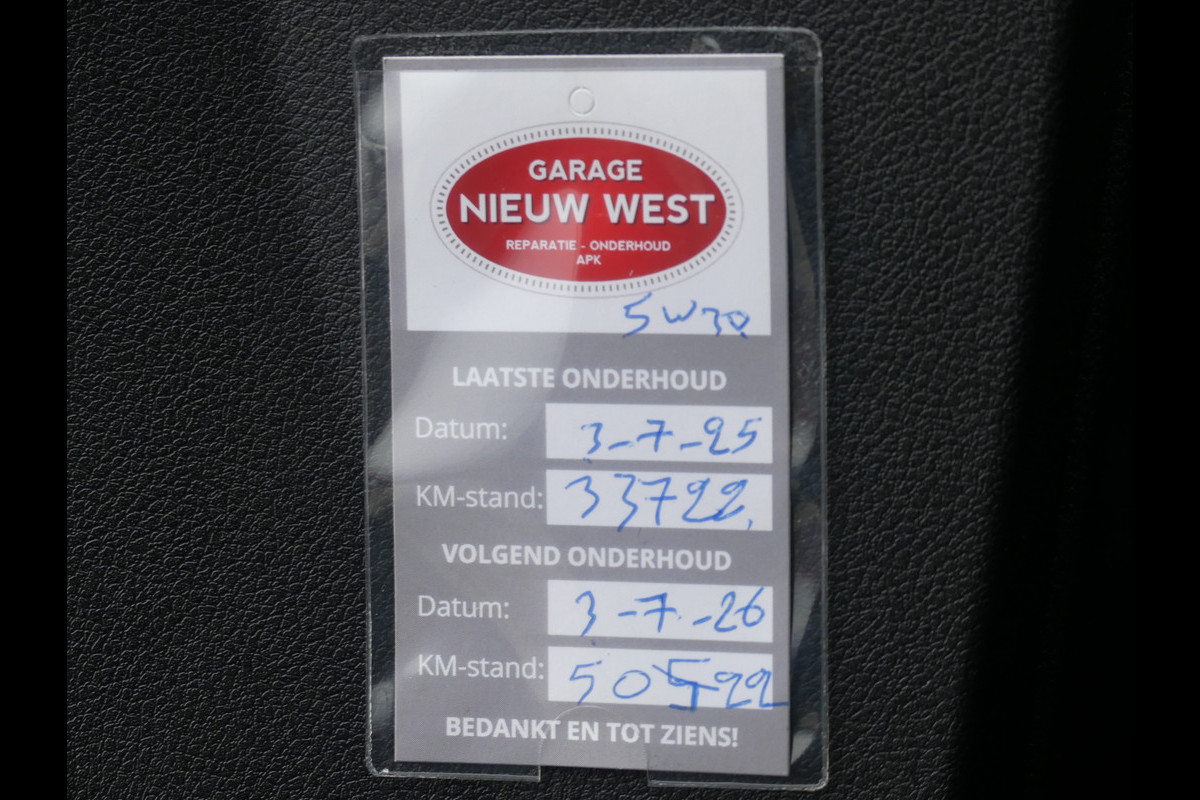 GARAGE
NIEUW WEST
REPARATIE - ONDERHOUD
APK
5W30
LAATSTE ONDERHOUD
Datum: 3-7-25
KM-stand: 33722
VOLGEND ONDERHOUD
Datum: 3-7-26
KM-stand:
BEDANKT EN TOT ZIENS!